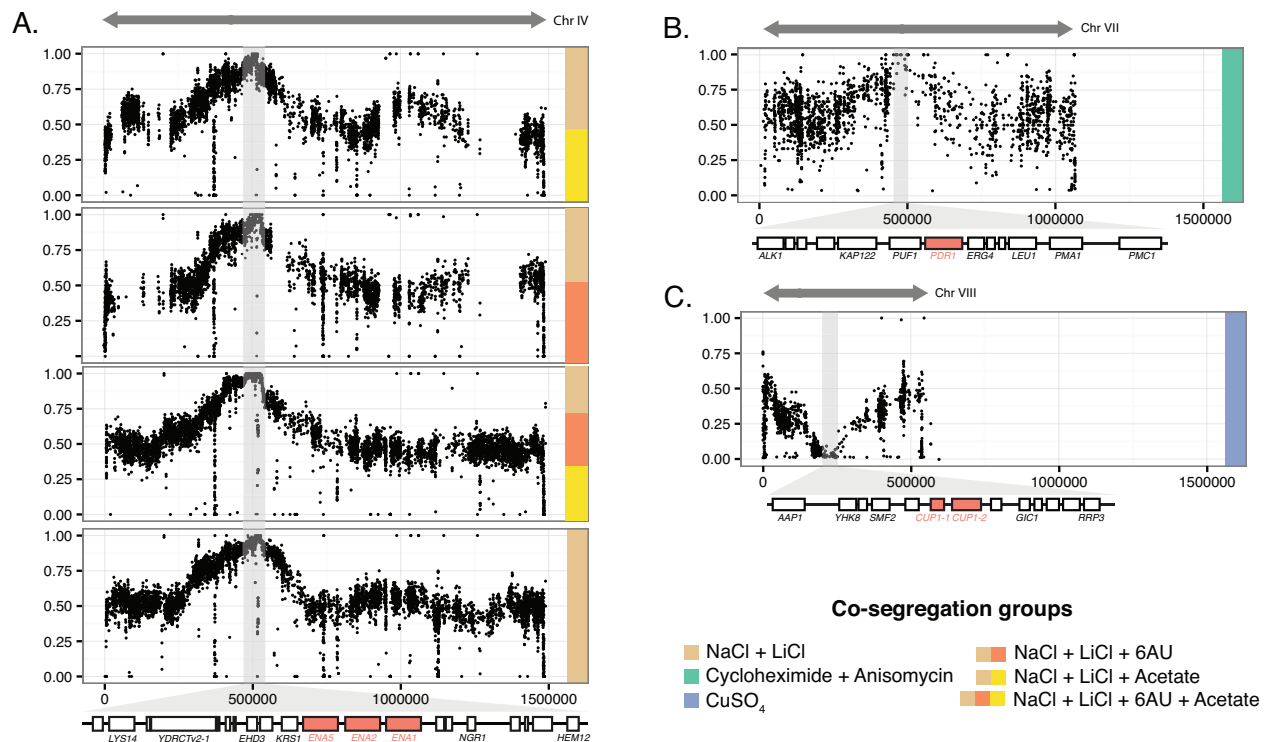 A.
Chr IV
1.00
0.75
0.50
0.25
0.00
1.00
0.75
0.50
0.25
1.00
0.75
0.50
0.25
0.00
1.00
0.75
0.50
0.25
0.00
0 500000 1000000 1500000
LYS14 YDRCTv2-1 EHD3 KRS1 ENA5 ENA2 ENA1 NGR1 HEM12
B.
Chr VII
1.00
0.75
0.50
0.25
0.00
0 500000 1000000 1500000
ALK1 KAP122 PUF1 PDR1 ERG4 LEU1 PMA1 PMC1
C.
Chr VIII
1.00
0.75
0.50
0.25
0.00
0 500000 1000000 1500000
AAP1 YHK8 SMF2 CUP1-1 CUP1-2 GIC1 RRP3
Co-segregation groups
NaCl + LiCl
Cycloheximide + Anisomycin
CuSO4
NaCl + LiCl + 6AU
NaCl + LiCl + Acetate
NaCl + LiCl + 6AU + Acetate